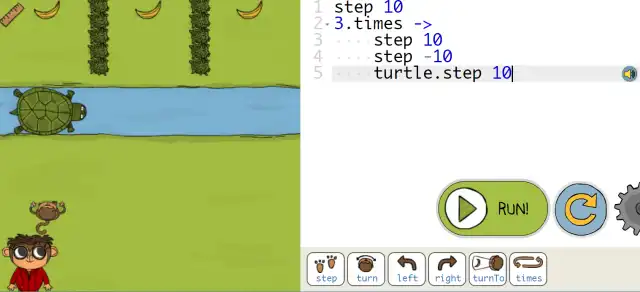 1 step 10
2 3.times ->
3 step 10
4 step -10
5 turtle.step 10
RUN!
step turn left right turnTo times